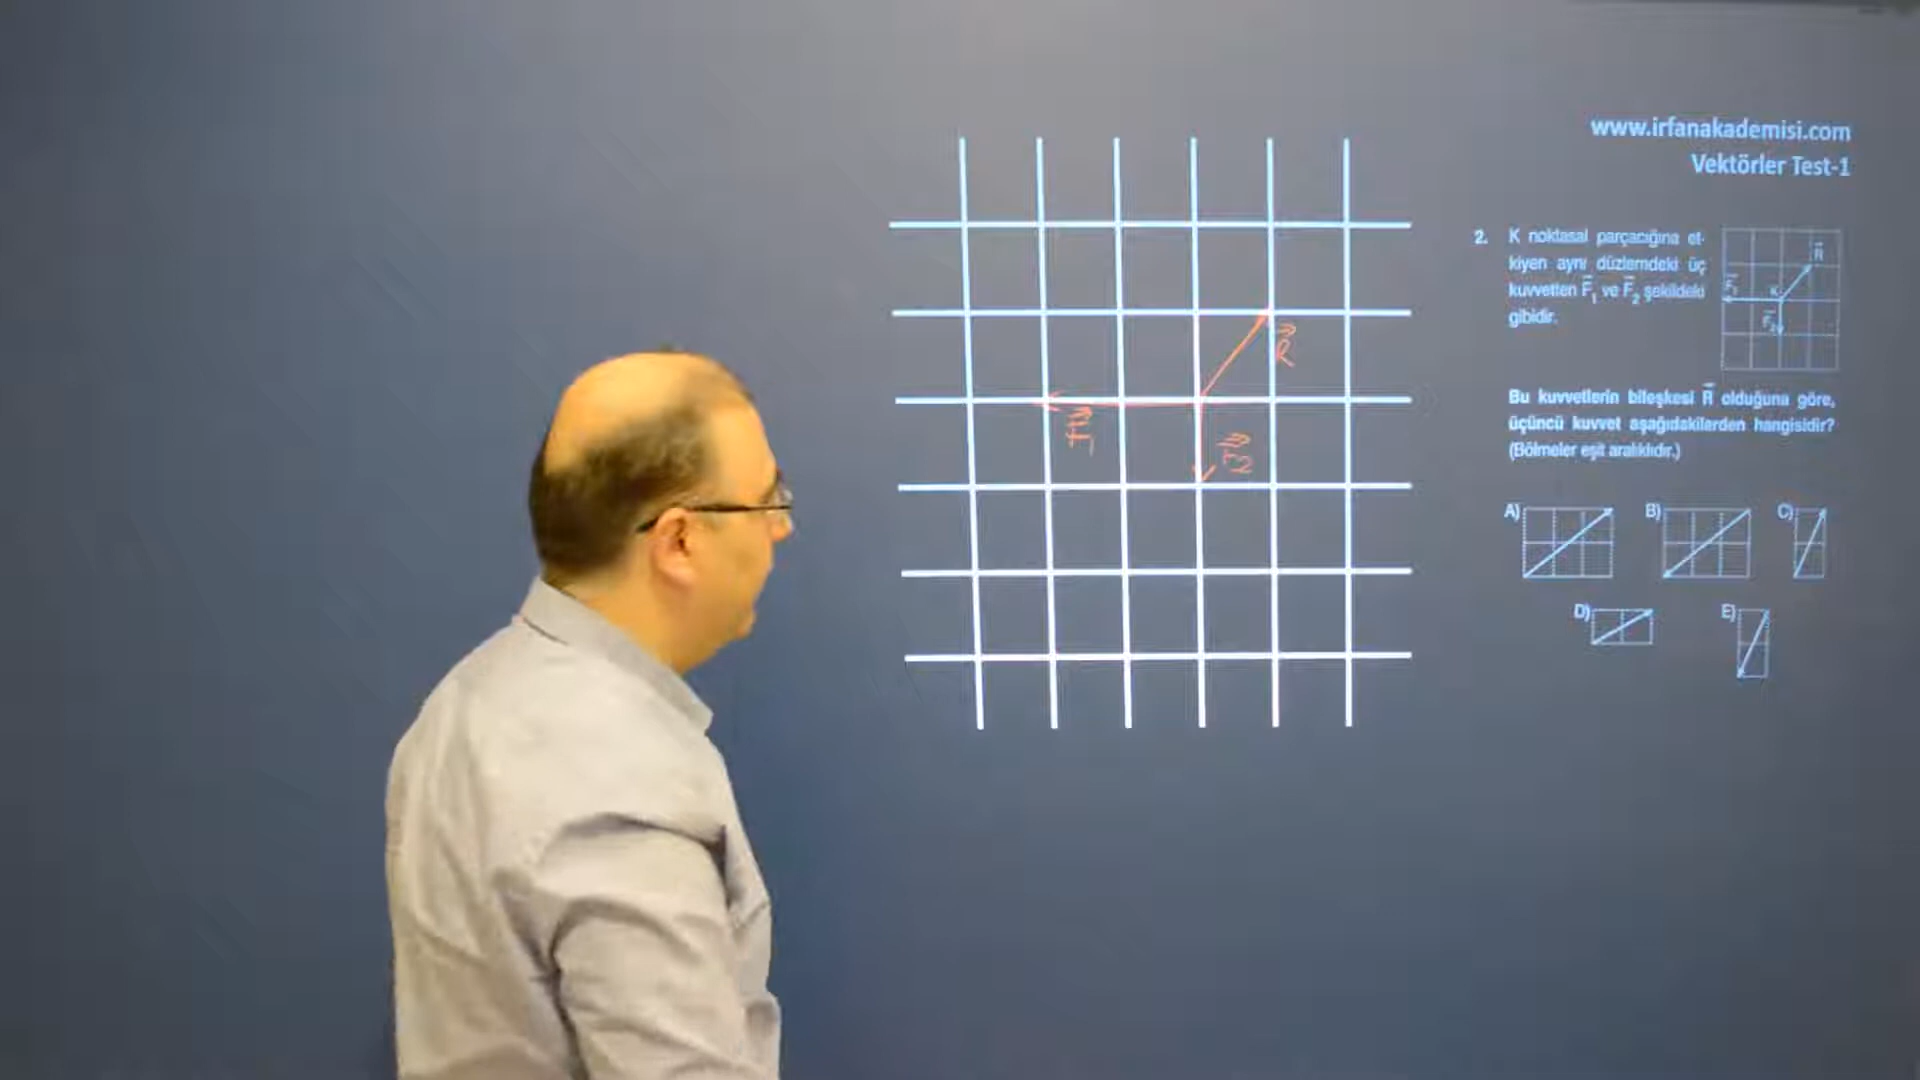 www.irfanakademisi.com
Vektörler Test-1
2. K noktasal parçacığına et-
kiyen aynı düzlemdeki üç
kuvvetten F₁ ve F₂ şekildeki
gibidir.
R
F₁
K
F₂
Bu kuvvetlerin bileşkesi R olduğuna göre,
üçüncü kuvvet aşağıdakilerden hangisidir?
(Bölmeler eşit aralıklıdır.)
A)
B)
C)
D)
E)
R
F₁
F₂